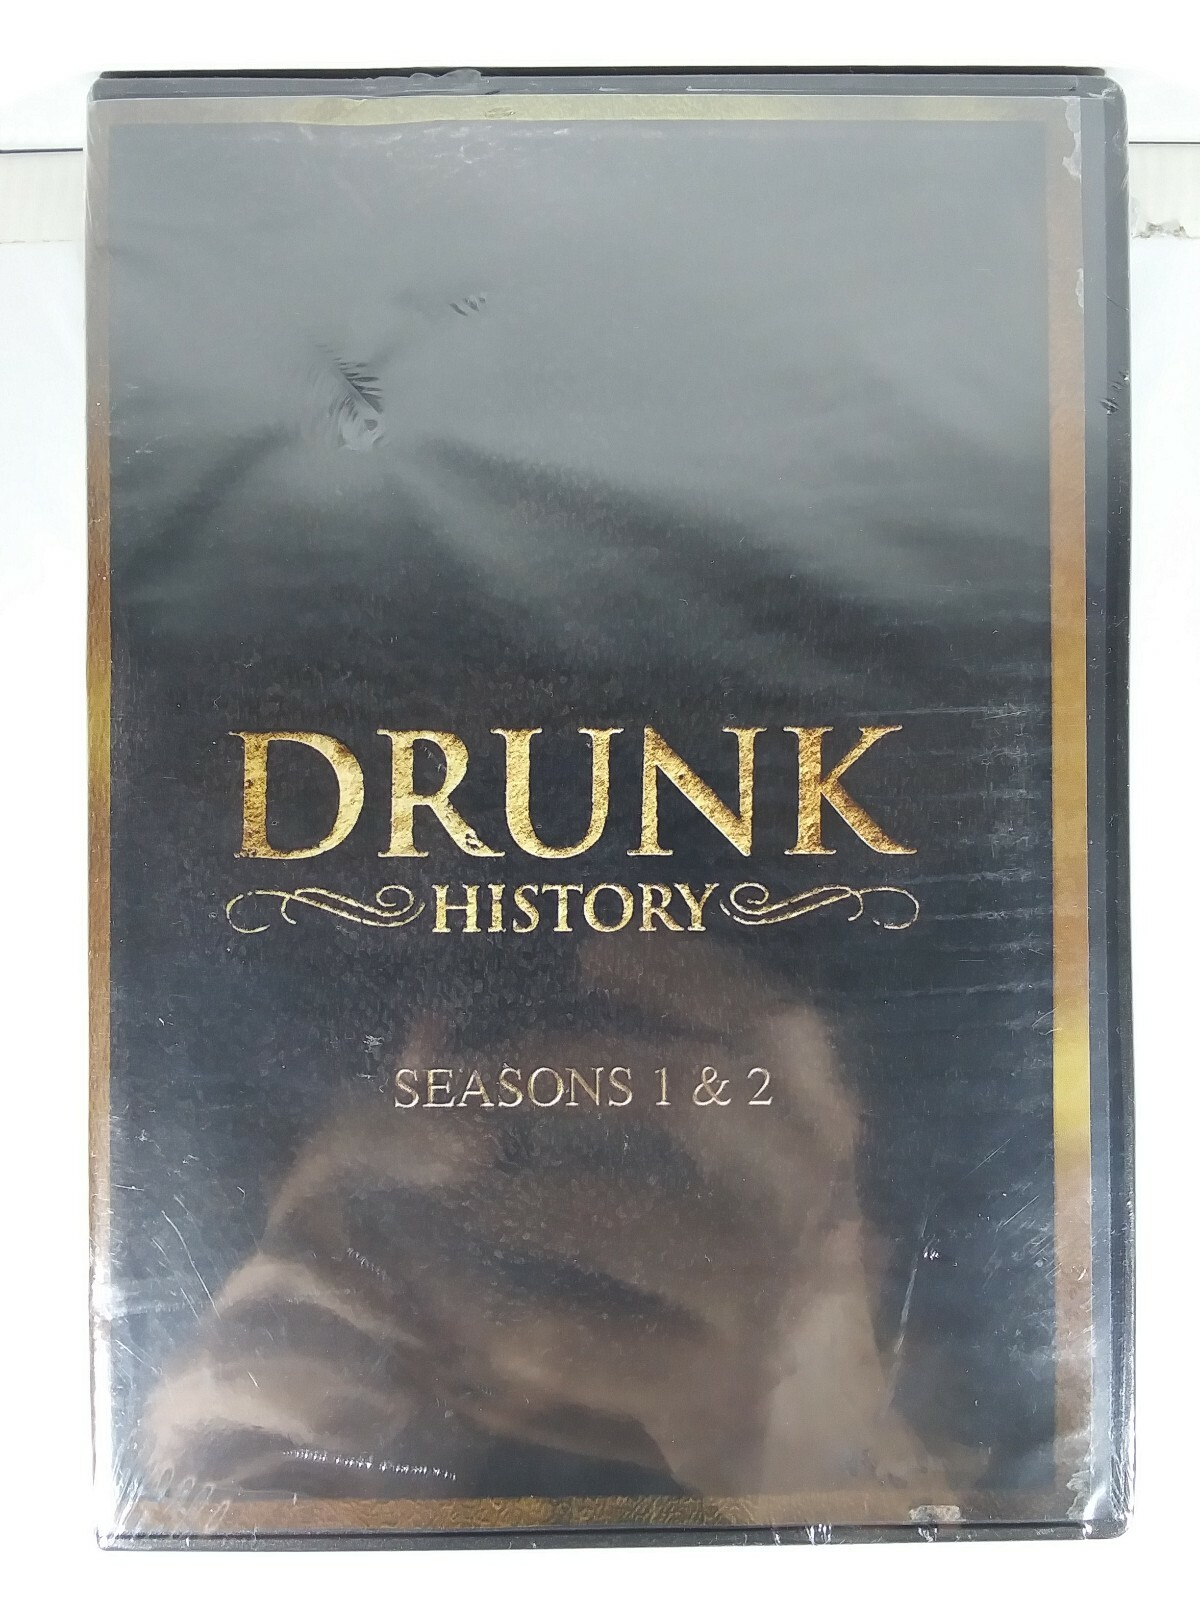 DRUNK
HISTORY
SEASONS 1 & 2